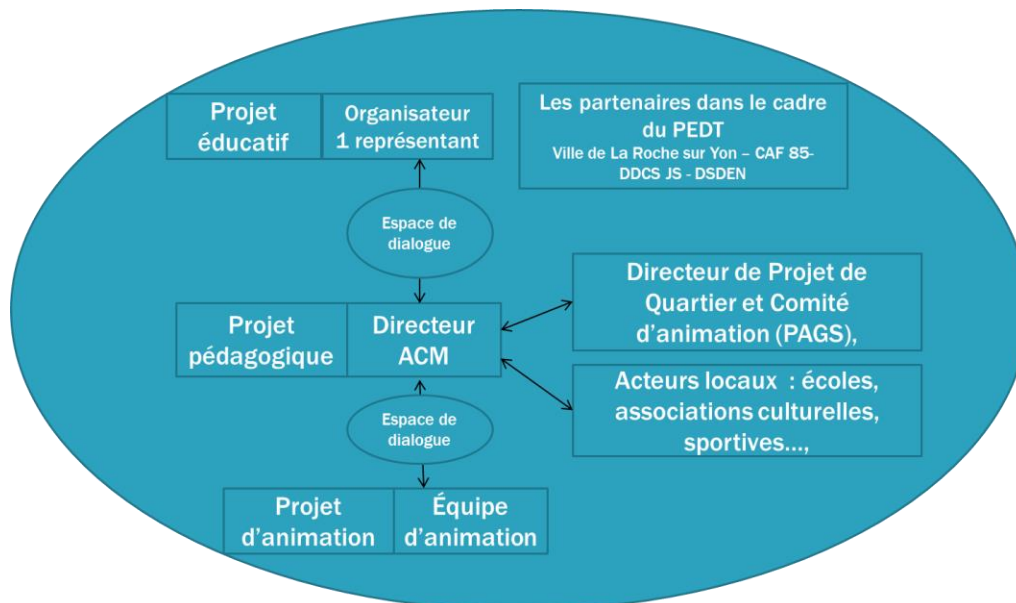 Projet
éducatif
Organisateur
1 représentant
Les partenaires dans le cadre
du PEDT
Ville de La Roche sur Yon – CAF 85-
DDCS JS - DSDEN
Espace de
dialogue
Projet
pédagogique
Directeur
ACM
Directeur de Projet de
Quartier et Comité
d'animation (PAGS),
Acteurs locaux : écoles,
associations culturelles,
sportives...,
Espace de
dialogue
Projet
d'animation
Équipe
d'animation